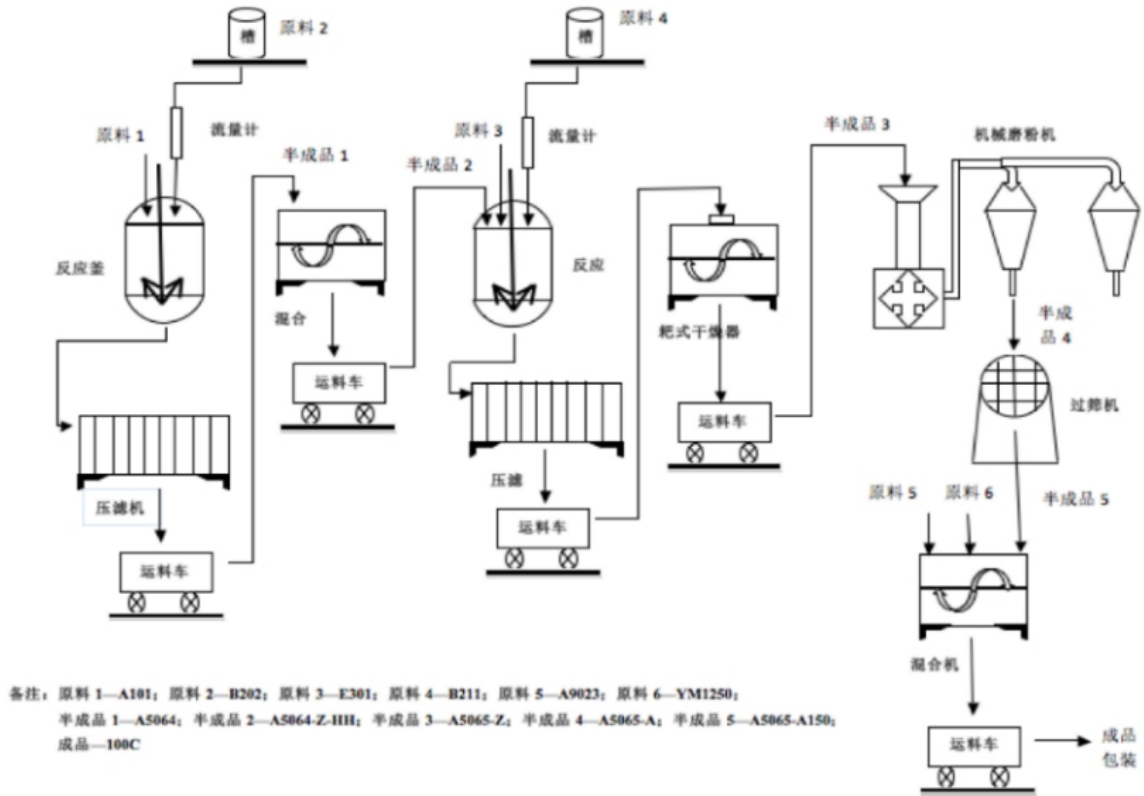 槽
原料 2
槽
原料 4
原料 1
流量计
原料 3
流量计
半成品 3
机械磨粉机
半成品 1
半成品 2
反应釜
反应
混合
耙式干燥器
半成
品 4
运料车
运料车
过筛机
压滤机
压滤
原料 5
原料 6
半成品 5
运料车
运料车
混合机
备注：原料 1—A101；原料 2—B202；原料 3—E301；原料 4—B211；原料 5—A9023；原料 6—YM1250；
半成品 1—A5064；半成品 2—A5064-Z-HH；半成品 3—A5065-Z；半成品 4—A5065-A；半成品 5—A5065-A150；
成品—100C
运料车
成品
包装